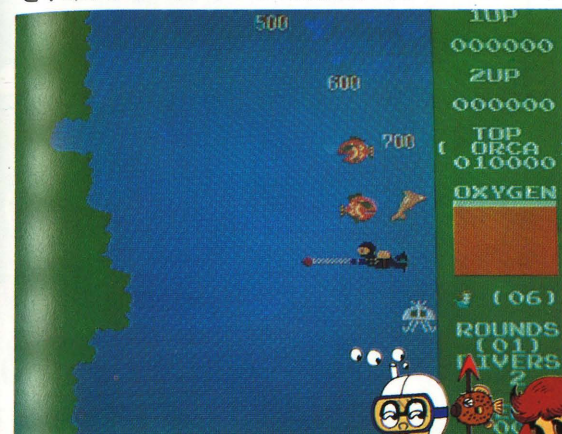 500
600
700
1UP
000000
2UP
000000
TOP
( ORCA
010000
OXYGEN
(06)
ROUNDS
(01)
DIVERS
2